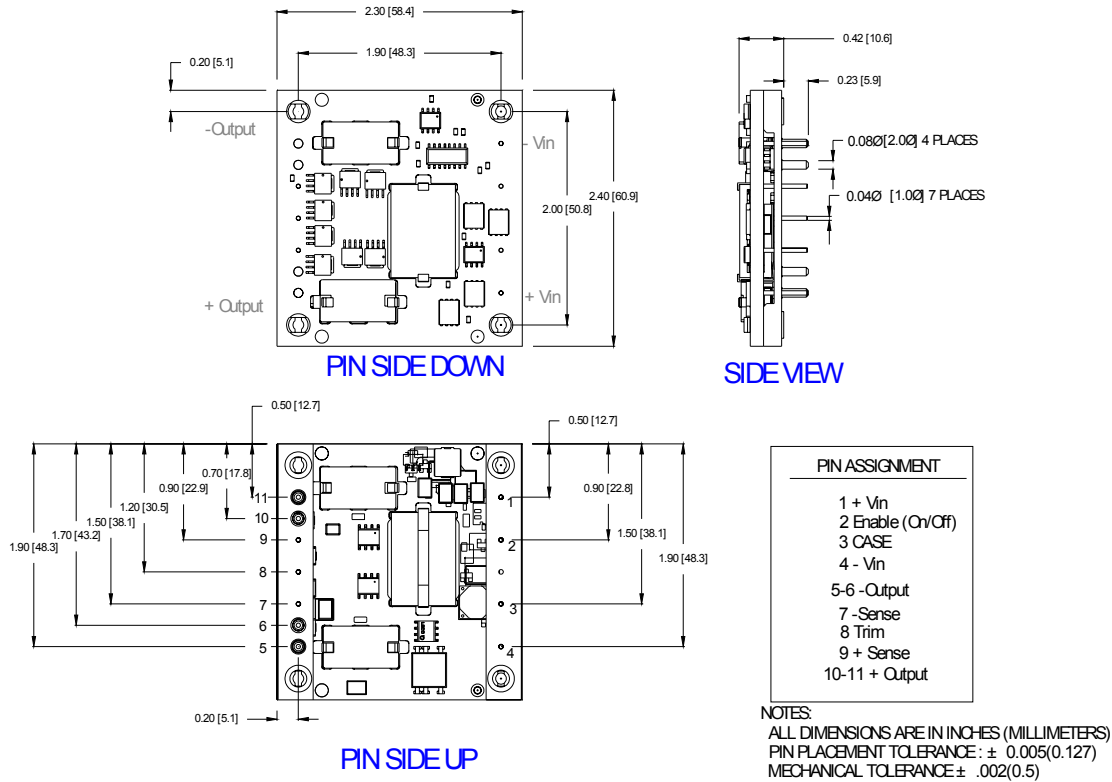 2.30 [58.4]
1.90 [48.3]
0.20 [5.1]
-Output
- Vin
2.40 [60.9]
2.00 [50.8]
+ Output
+ Vin
PIN SIDE DOWN
0.42 [10.6]
0.23 [5.9]
0.08Ø[2.0Ø] 4 PLACES
0.04Ø [1.0Ø] 7 PLACES
SIDE VIEW
0.50 [12.7]
0.50 [12.7]
0.70 [17.8]
0.90 [22.9]
1.20 [30.5]
1.50 [38.1]
1.70 [43.2]
1.90 [48.3]
0.90 [22.8]
1.50 [38.1]
1.90 [48.3]
11
10
9
8
7
6
5
1
2
3
4
0.20 [5.1]
PIN SIDE UP
PIN ASSIGNMENT
1 + Vin
2 Enable (On/Off)
3 CASE
4 - Vin
5-6 -Output
7 -Sense
8 Trim
9 + Sense
10-11 + Output
NOTES:
ALL DIMENSIONS ARE IN INCHES (MILLIMETERS)
PIN PLACEMENT TOLERANCE : ± 0.005(0.127)
MECHANICAL TOLERANCE ± .002(0.5)